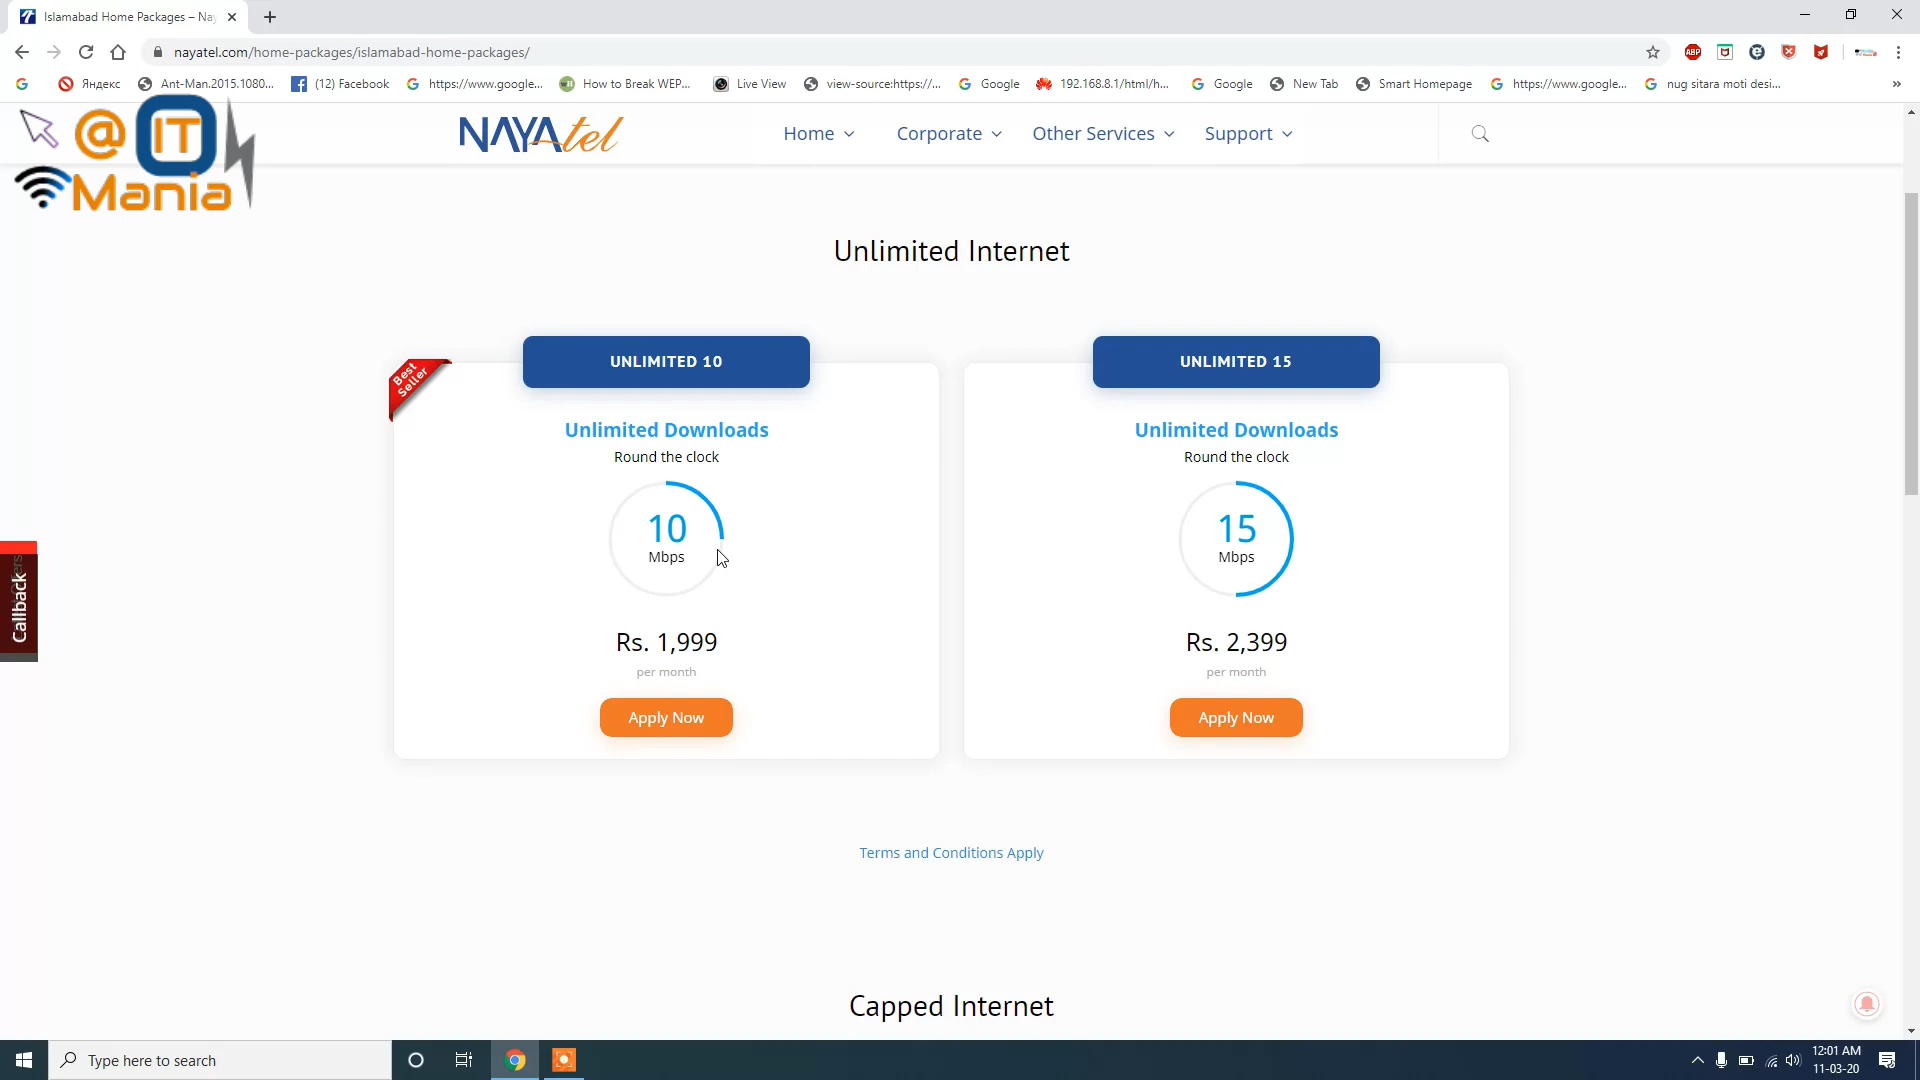 Islamabad Home Packages – Nay
nayatel.com/home-packages/islamabad-home-packages/
ABP
Яндекс
Ant-Man.2015.1080...
(12) Facebook
https://www.google...
How to Break WEP...
Live View
view-source:https://...
Google
192.168.8.1/html/h...
Google
New Tab
Smart Homepage
https://www.google...
nug sitara moti desi...
»
@ IT
Mania
NAYAtel
Home
Corporate
Other Services
Support
Unlimited Internet
Best
Seller
UNLIMITED 10
Unlimited Downloads
Round the clock
10
Mbps
Rs. 1,999
per month
Apply Now
UNLIMITED 15
Unlimited Downloads
Round the clock
15
Mbps
Rs. 2,399
per month
Apply Now
Callback
Terms and Conditions Apply
Capped Internet
Type here to search
12:01 AM
11-03-20